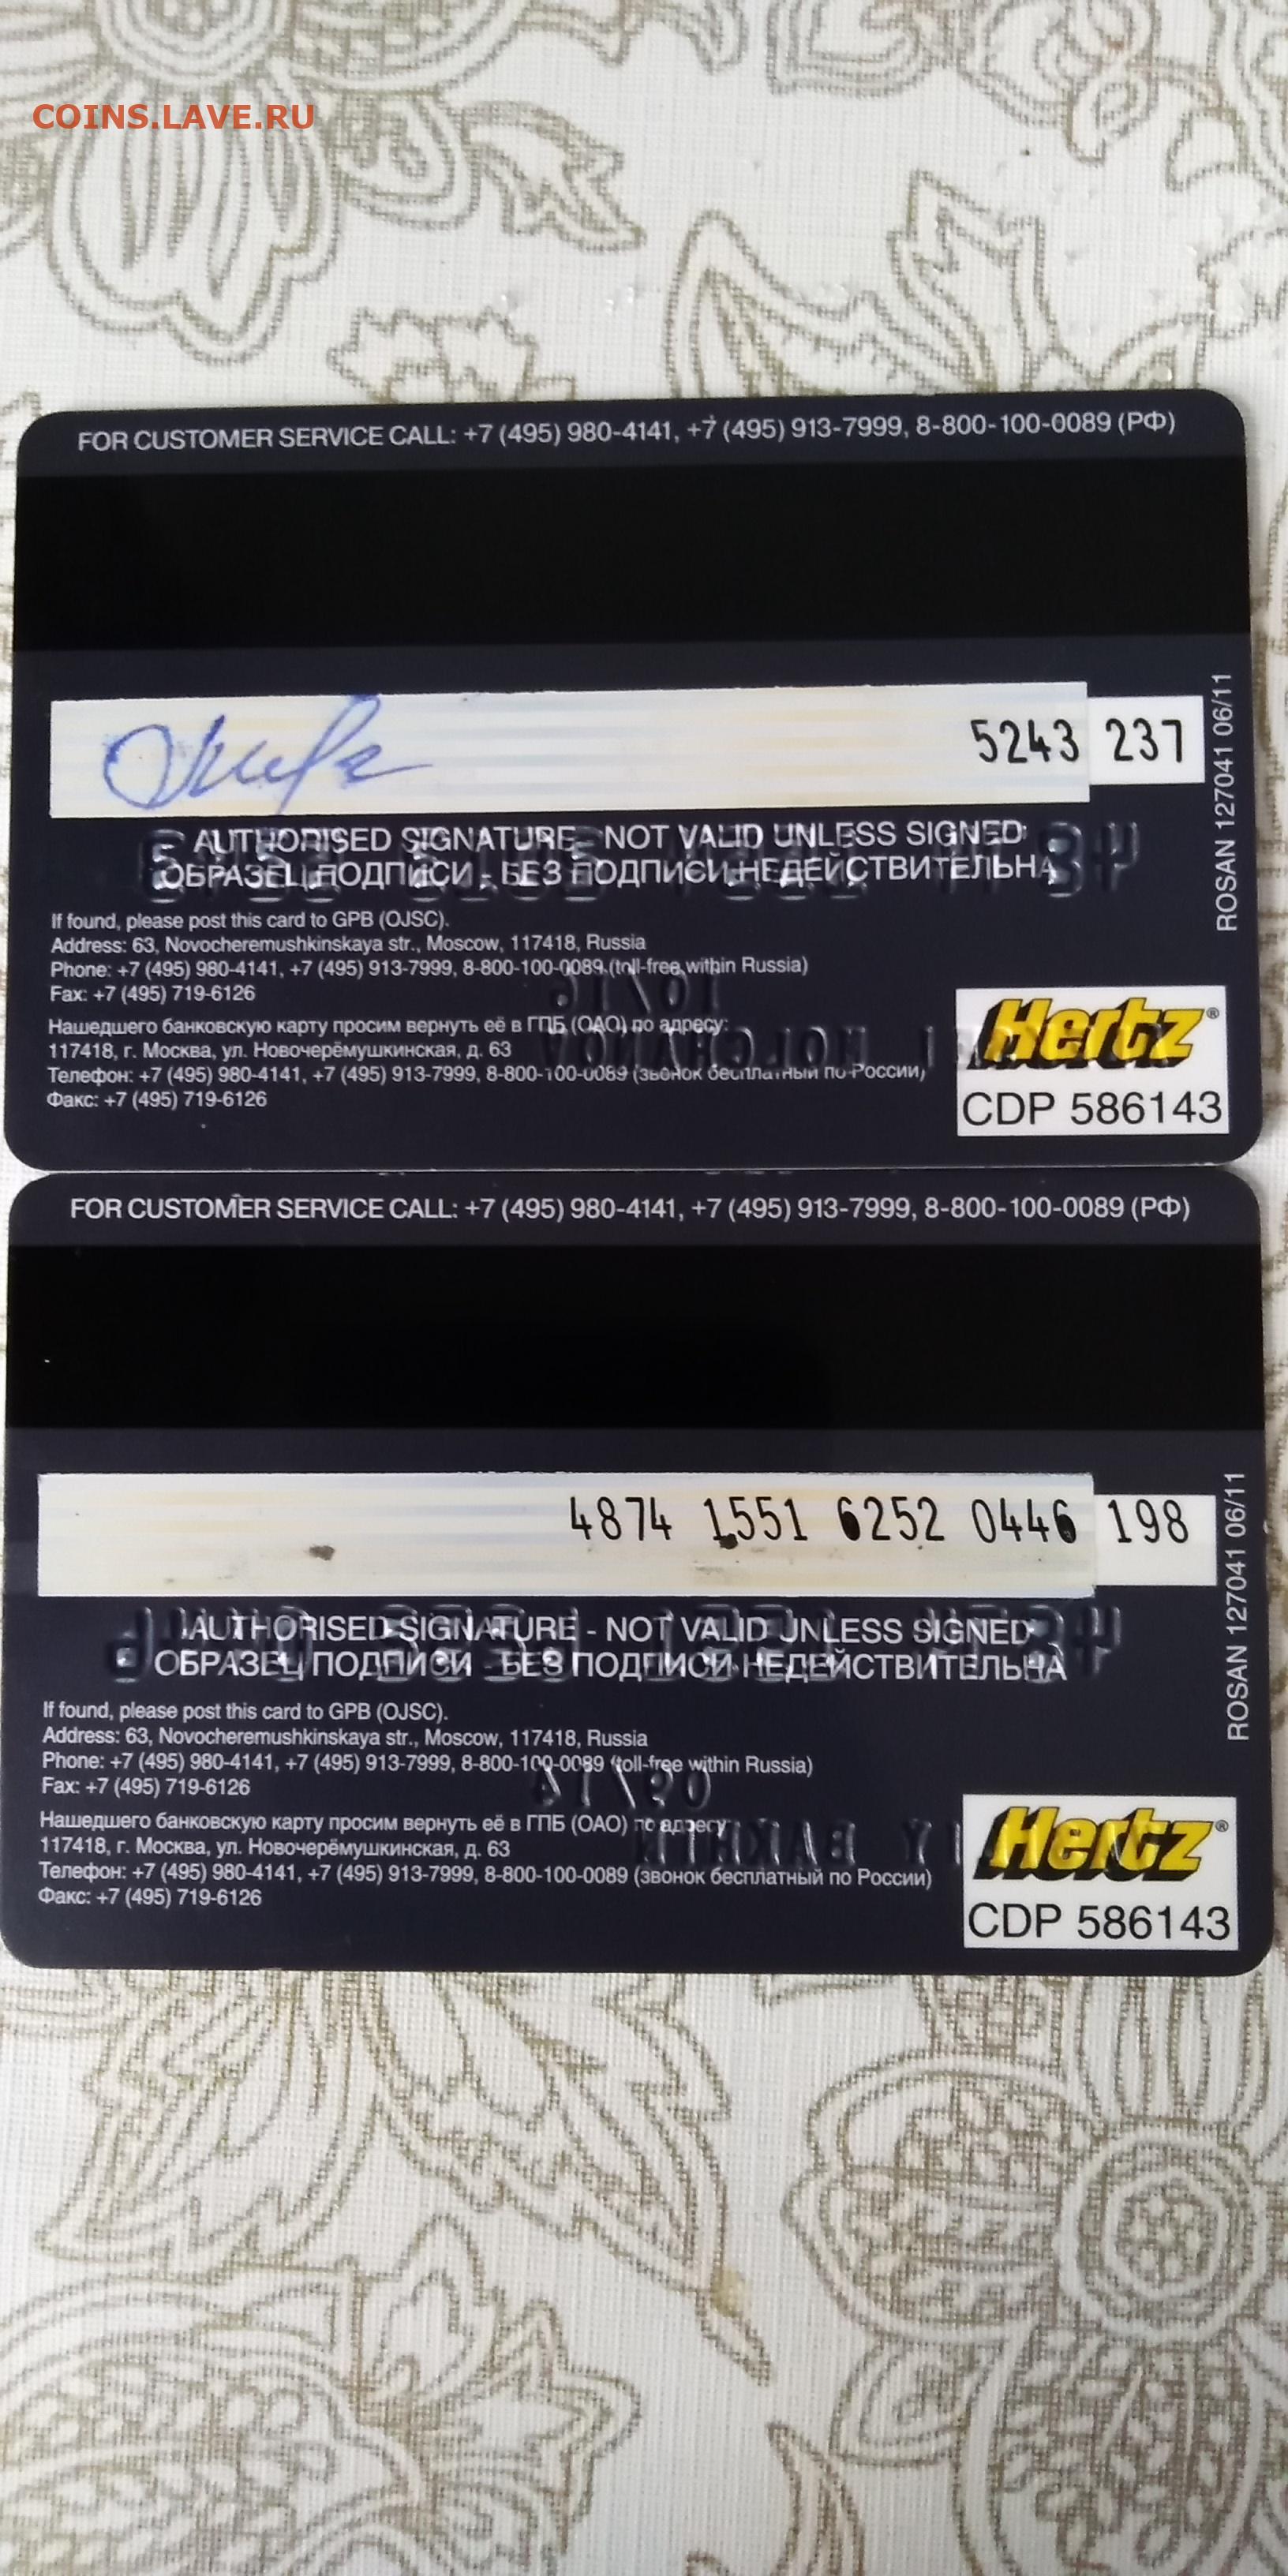 COINS.LAVE.RU
FOR CUSTOMER SERVICE CALL: +7 (495) 980-4141, +7 (495) 913-7999, 8-800-100-0089 (РФ)
5243 237
AUTHORISED SIGNATURE - NOT VALID UNLESS SIGNED
ОБРАЗЕЦ ПОДПИСИ - БЕЗ ПОДПИСИ НЕДЕЙСТВИТЕЛЬНА
ROSAN 127041 06/11
If found, please post this card to GPB (OJSC).
Address: 63, Novocheremushkinskaya str., Moscow, 117418, Russia
Phone: +7 (495) 980-4141, +7 (495) 913-7999, 8-800-100-0089 (toll-free within Russia)
Fax: +7 (495) 719-6126
Нашедшего банковскую карту просим вернуть её в ГПБ (ОАО) по адресу:
117418, г. Москва, ул. Новочерёмушкинская, д. 63
Телефон: +7 (495) 980-4141, +7 (495) 913-7999, 8-800-100-0089 (звонок бесплатный по России)
Факс: +7 (495) 719-6126
Hertz®
CDP 586143
FOR CUSTOMER SERVICE CALL: +7 (495) 980-4141, +7 (495) 913-7999, 8-800-100-0089 (РФ)
4874 1551 6252 0446 198
AUTHORISED SIGNATURE - NOT VALID UNLESS SIGNED
ОБРАЗЕЦ ПОДПИСИ - БЕЗ ПОДПИСИ НЕДЕЙСТВИТЕЛЬНА
ROSAN 127041 06/11
If found, please post this card to GPB (OJSC).
Address: 63, Novocheremushkinskaya str., Moscow, 117418, Russia
Phone: +7 (495) 980-4141, +7 (495) 913-7999, 8-800-100-0089 (toll-free within Russia)
Fax: +7 (495) 719-6126
Нашедшего банковскую карту просим вернуть её в ГПБ (ОАО) по адресу
117418, г. Москва, ул. Новочерёмушкинская, д. 63
Телефон: +7 (495) 980-4141, +7 (495) 913-7999, 8-800-100-0089 (звонок бесплатный по России)
Факс: +7 (495) 719-6126
Hertz®
CDP 586143